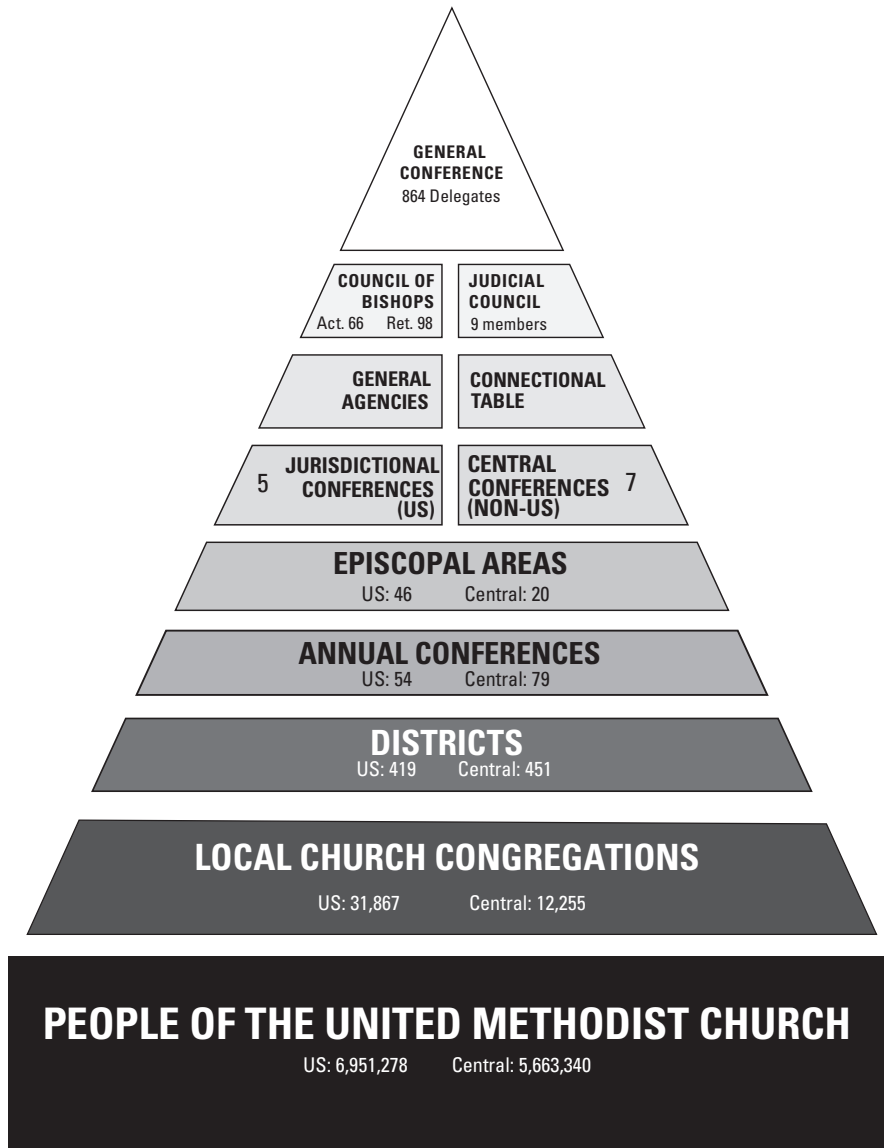 GENERAL
CONFERENCE
864 Delegates
COUNCIL OF
BISHOPS
Act. 66 Ret. 98
JUDICIAL
COUNCIL
9 members
GENERAL
AGENCIES
CONNECTIONAL
TABLE
5
JURISDICTIONAL
CONFERENCES
(US)
CENTRAL
CONFERENCES
(NON-US)
7
EPISCOPAL AREAS
US: 46 Central: 20
ANNUAL CONFERENCES
US: 54 Central: 79
DISTRICTS
US: 419 Central: 451
LOCAL CHURCH CONGREGATIONS
US: 31,867 Central: 12,255
PEOPLE OF THE UNITED METHODIST CHURCH
US: 6,951,278 Central: 5,663,340